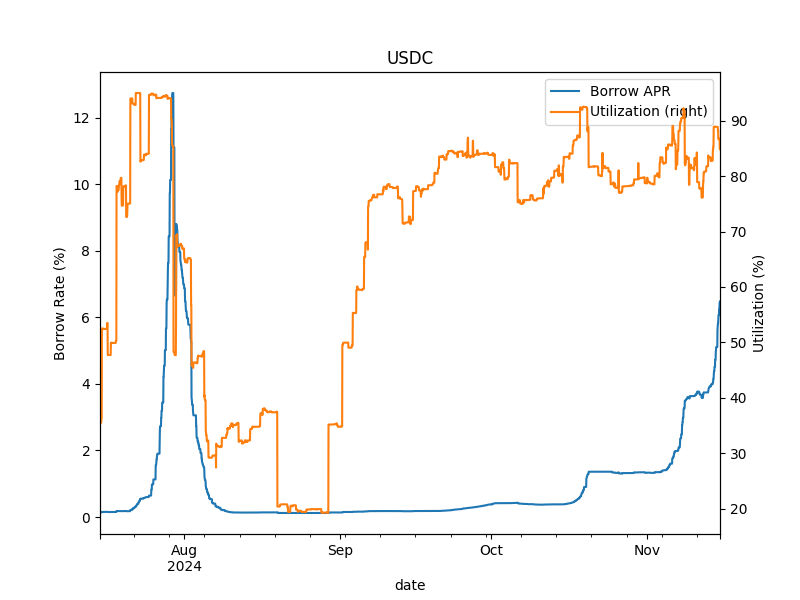 USDC
Borrow APR
Utilization (right)
12
10
8
6
4
2
0
Borrow Rate (%)
90
80
70
60
50
40
30
20
Utilization (%)
Aug
2024
Sep
Oct
Nov
date